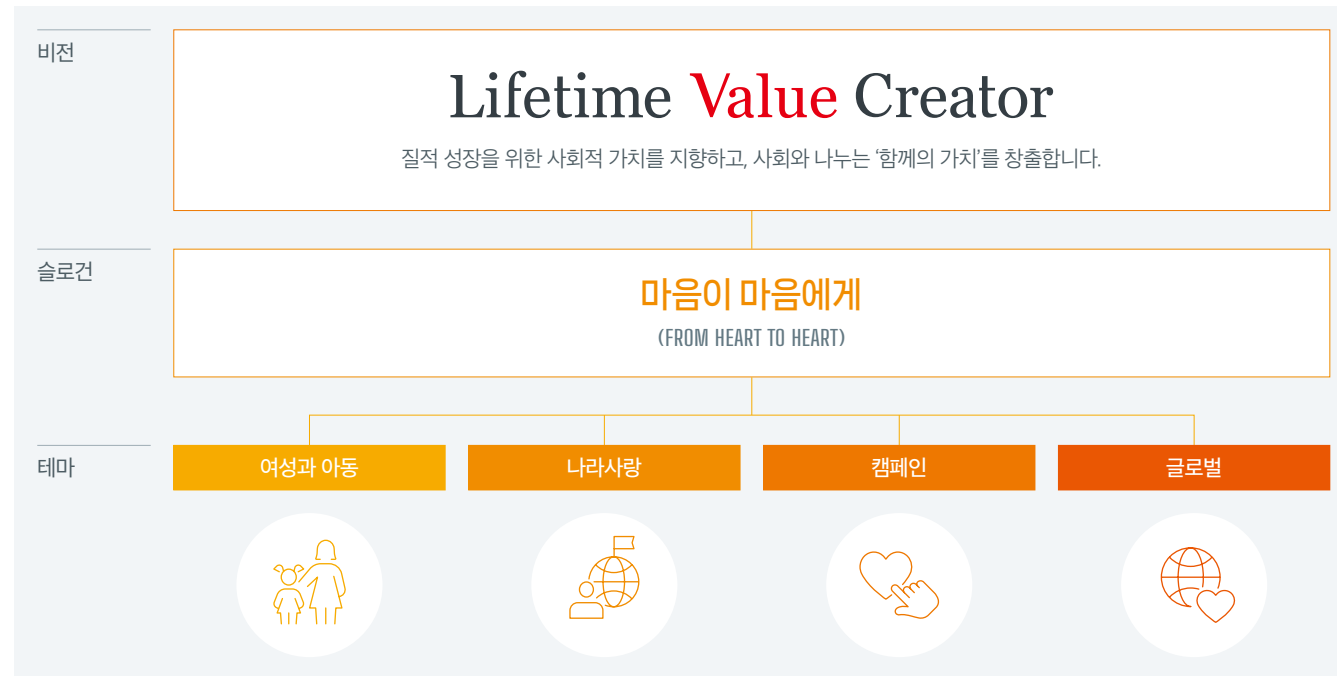 비전
Lifetime Value Creator
질적 성장을 위한 사회적 가치를 지향하고, 사회와 나누는 ‘함께의 가치’를 창출합니다.
슬로건
마음이 마음에게
(FROM HEART TO HEART)
테마
여성과 아동
나라사랑
캠페인
글로벌